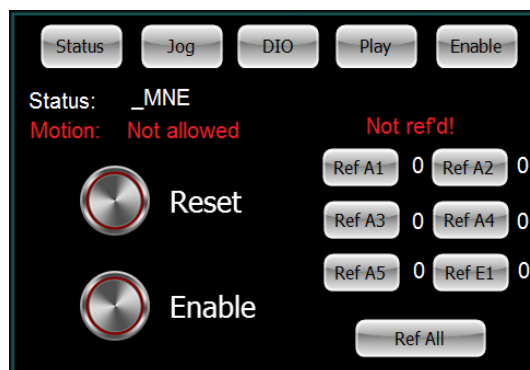 Status Jog DIO Play Enable
Status: _MNE
Motion: Not allowed Not ref'd!
Ref A1 0 Ref A2 0
Reset
Ref A3 0 Ref A4 0
Ref A5 0 Ref E1 0
Enable
Ref All